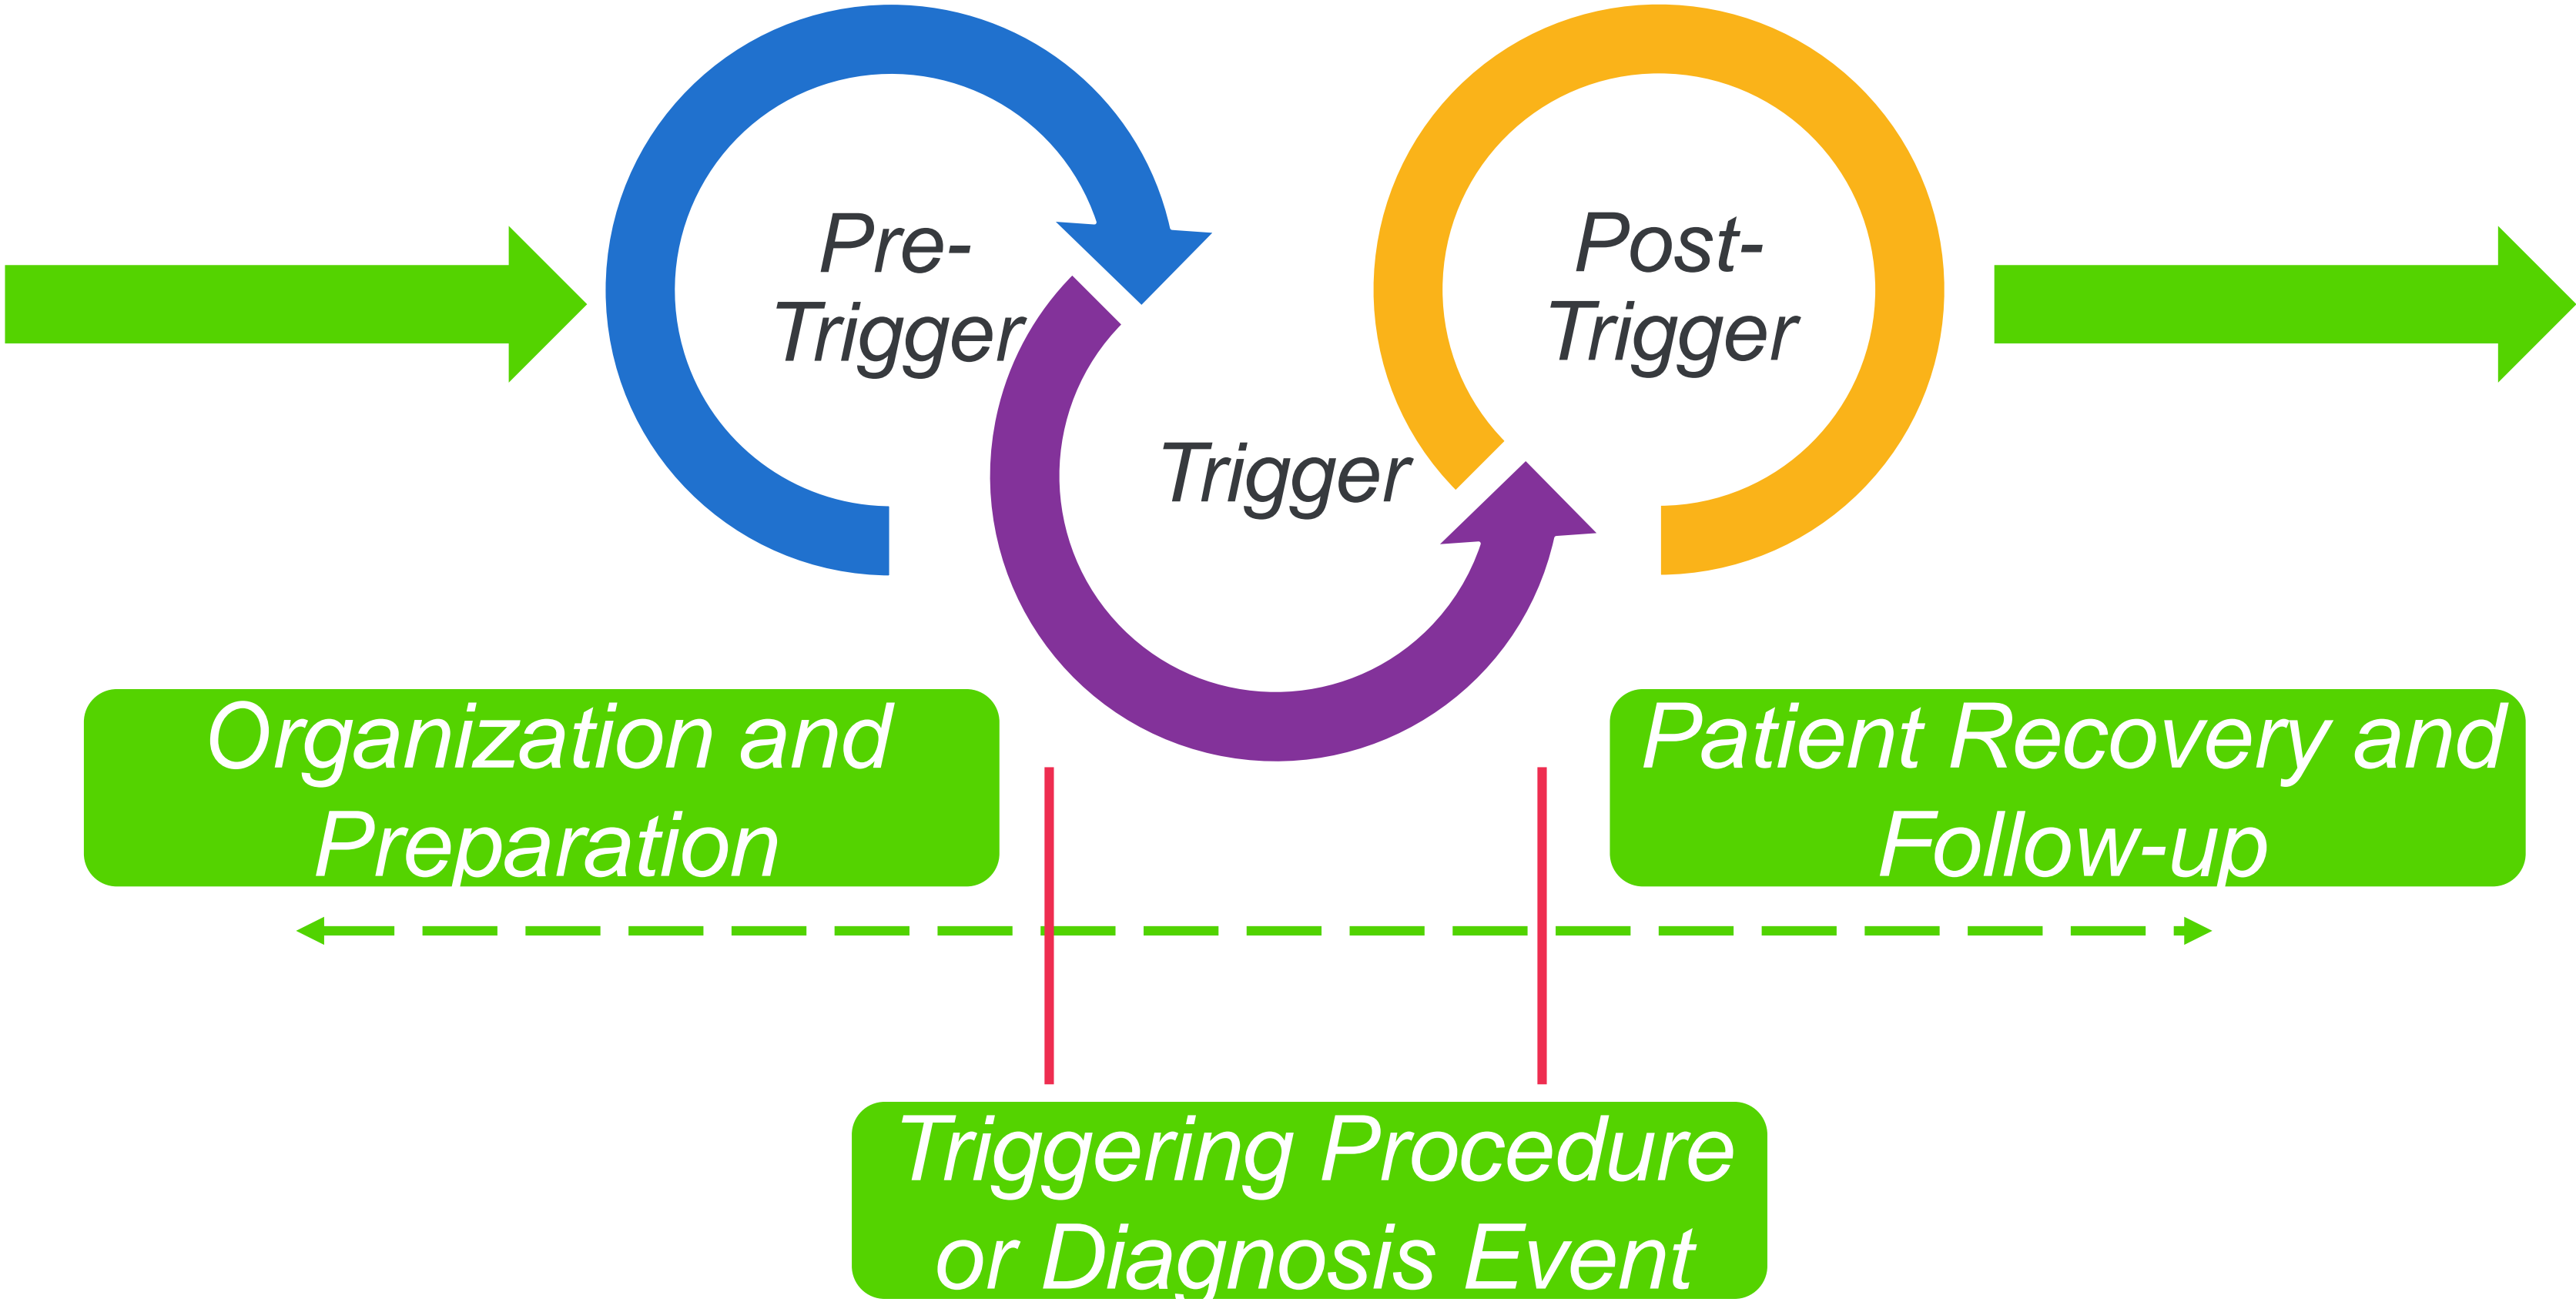 Pre-
Trigger
Post-
Trigger
Trigger
Organization and
Preparation
Patient Recovery and
Follow-up
Triggering Procedure
or Diagnosis Event